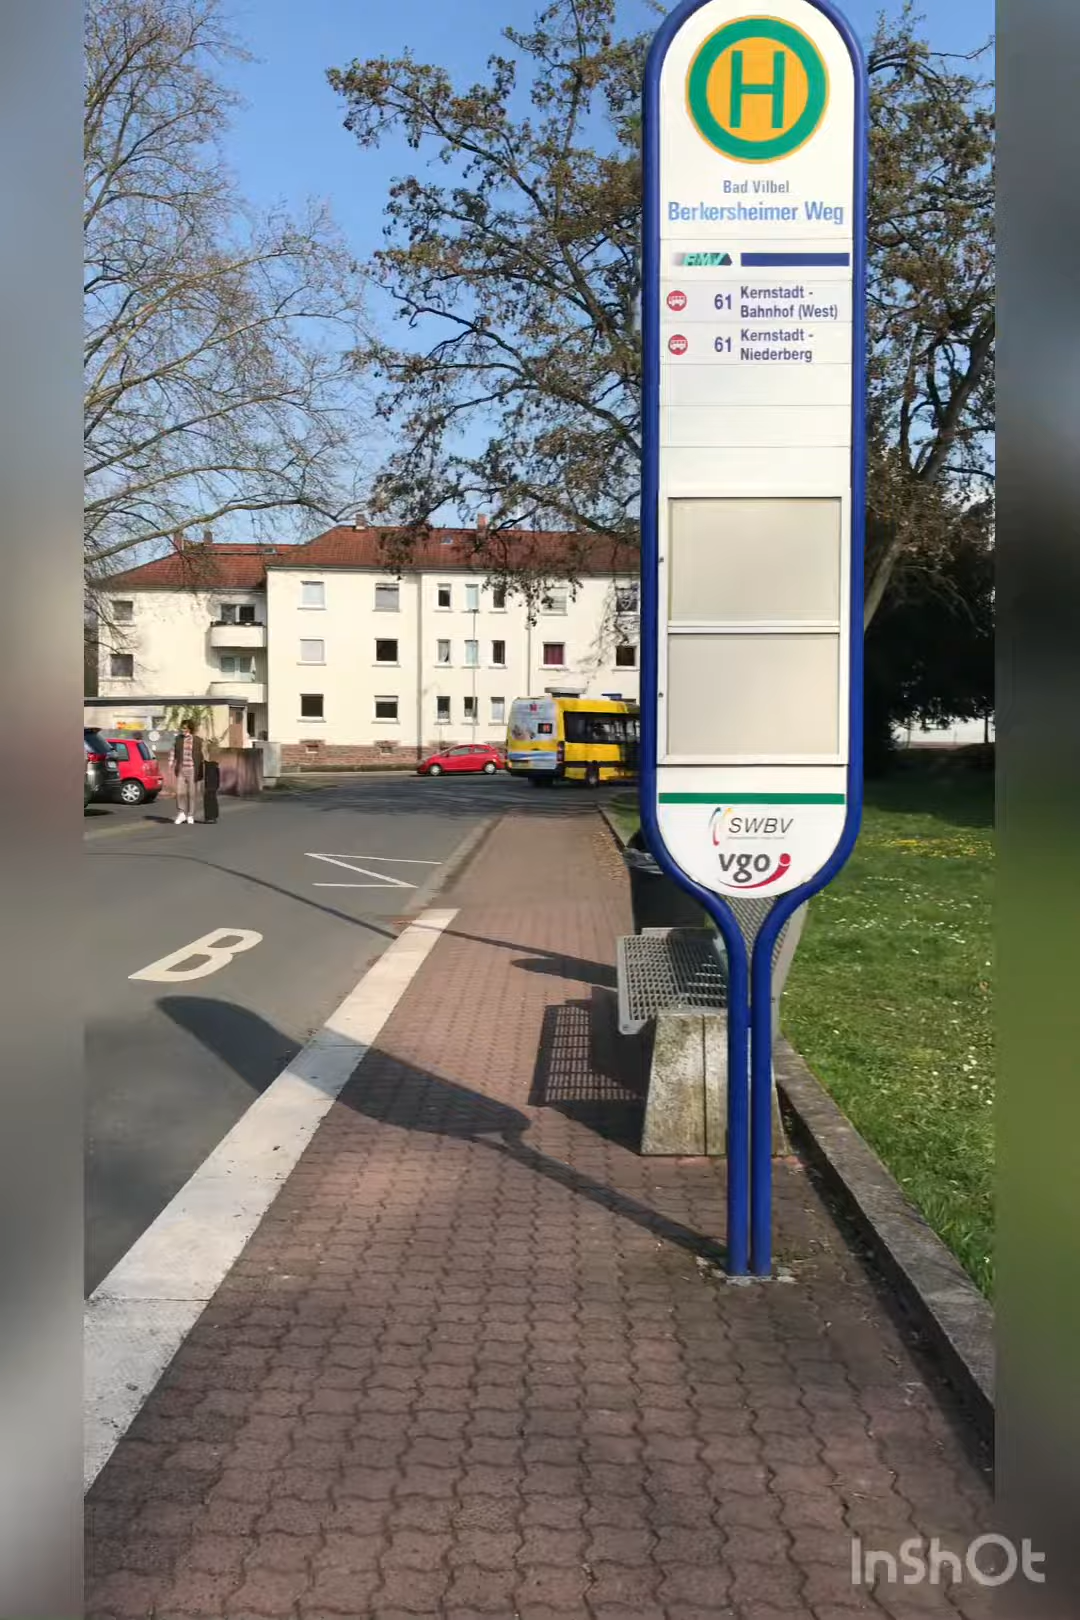 H
Bad Vilbel
Berkersheimer Weg
RMV
61 Kernstadt -
Bahnhof (West)
61 Kernstadt -
Niederberg
SWBV
vgo
B
InShOt